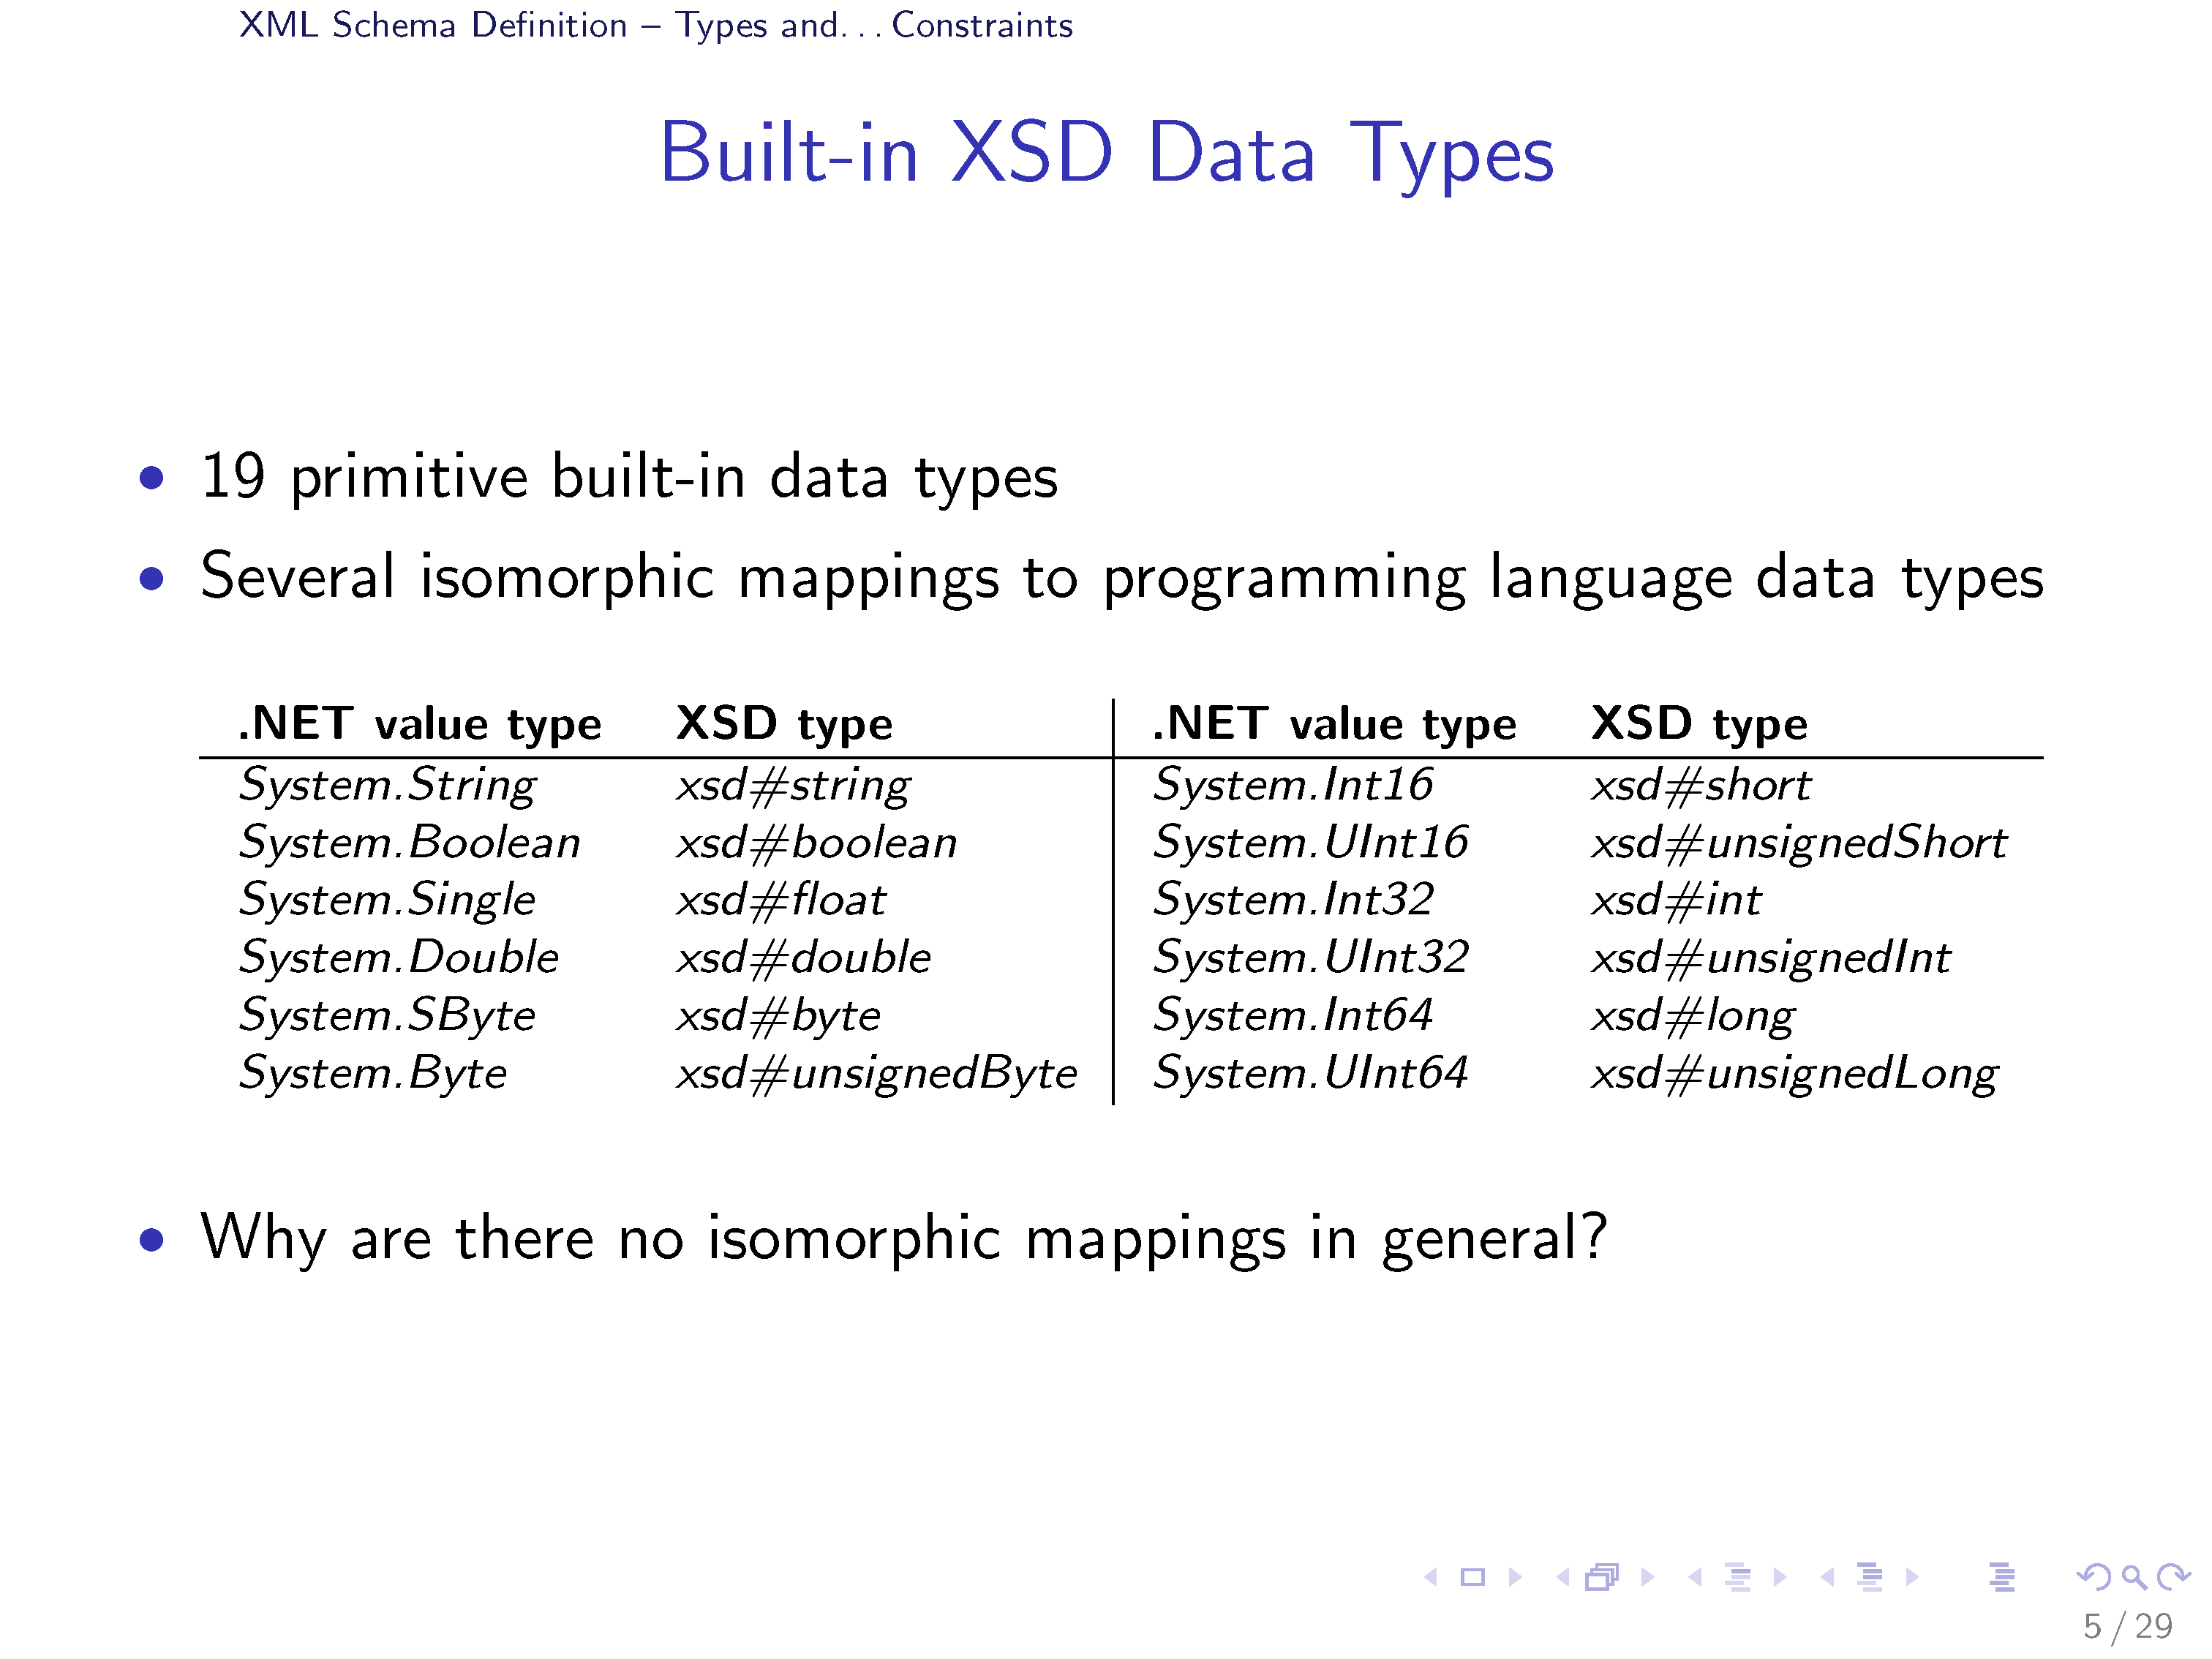 XML Schema Definition – Types and. . . Constraints
Built-in XSD Data Types
• 19 primitive built-in data types
• Several isomorphic mappings to programming language data types
.NET value type XSD type .NET value type XSD type
System.String xsd#string System.Int16 xsd#short
System.Boolean xsd#boolean System.UInt16 xsd#unsignedShort
System.Single xsd#float System.Int32 xsd#int
System.Double xsd#double System.UInt32 xsd#unsignedInt
System.SByte xsd#byte System.Int64 xsd#long
System.Byte xsd#unsignedByte System.UInt64 xsd#unsignedLong
• Why are there no isomorphic mappings in general?
5 / 29